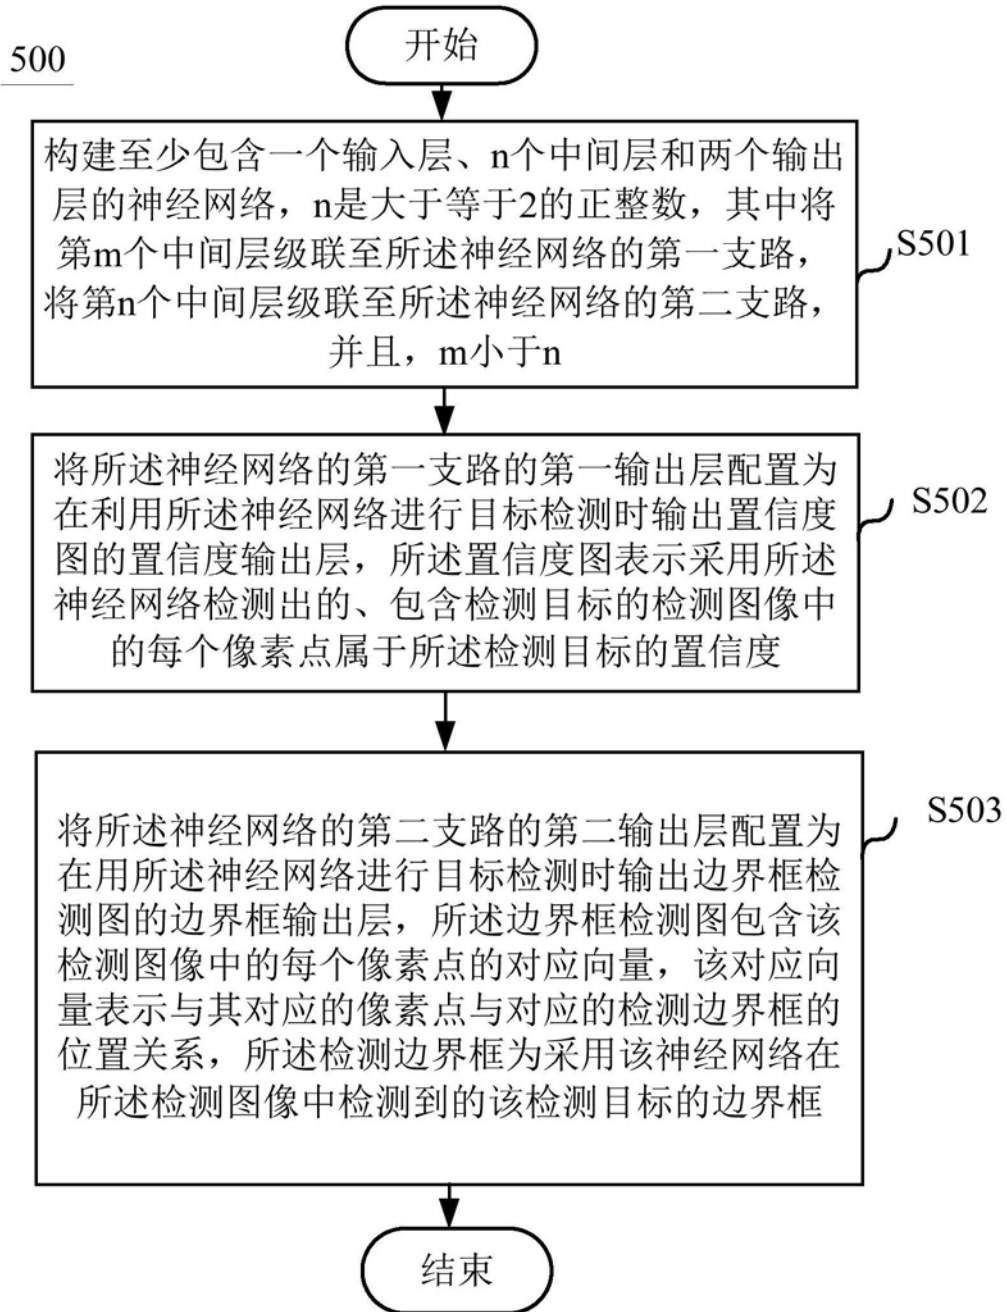 500
开始
构建至少包含一个输入层、n个中间层和两个输出
层的神经网络，n是大于等于2的正整数，其中将
第m个中间层级联至所述神经网络的第一支路，
将第n个中间层级联至所述神经网络的第二支路，
并且，m小于n
S501
将所述神经网络的第一支路的第一输出层配置为
在利用所述神经网络进行目标检测时输出置信度
图的置信度输出层，所述置信度图表示采用所述
神经网络检测出的、包含检测目标的检测图像中
的每个像素点属于所述检测目标的置信度
S502
将所述神经网络的第二支路的第二输出层配置为
在用所述神经网络进行目标检测时输出边界框检
测图的边界框输出层，所述边界框检测图包含该
检测图像中的每个像素点的对应向量，该对应向
量表示与其对应的像素点与对应的检测边界框的
位置关系，所述检测边界框为采用该神经网络在
所述检测图像中检测到的该检测目标的边界框
S503
结束